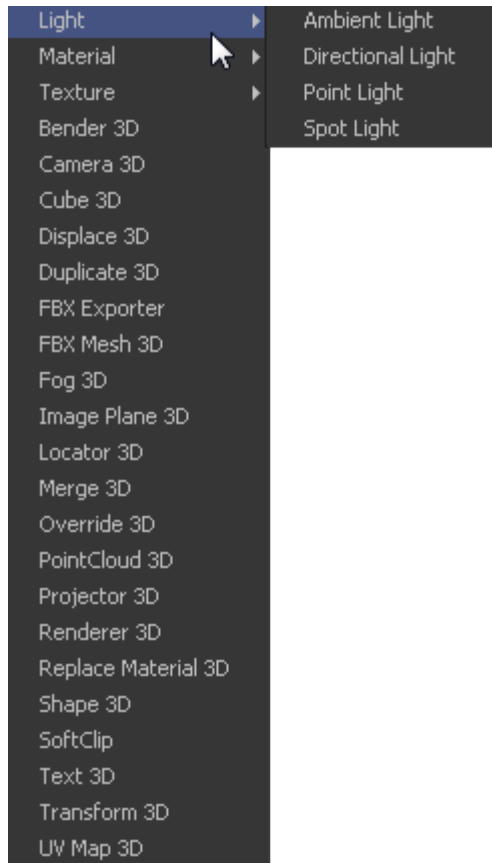 Light
Material
Texture
Bender 3D
Camera 3D
Cube 3D
Displace 3D
Duplicate 3D
FBX Exporter
FBX Mesh 3D
Fog 3D
Image Plane 3D
Locator 3D
Merge 3D
Override 3D
PointCloud 3D
Projector 3D
Renderer 3D
Replace Material 3D
Shape 3D
SoftClip
Text 3D
Transform 3D
UV Map 3D
Ambient Light
Directional Light
Point Light
Spot Light